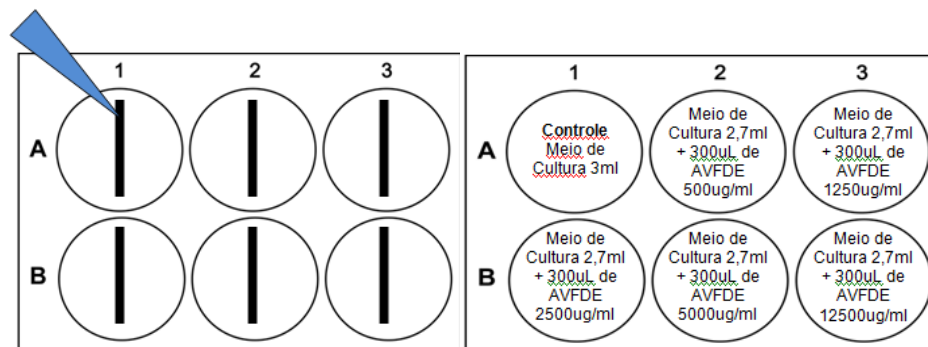 1 2 3
A
B
1 2 3
A
Controle
Meio de
Cultura 3ml
Meio de
Cultura 2,7ml
+ 300uL de
AVFDE
500ug/ml
Meio de
Cultura 2,7ml
+ 300uL de
AVFDE
1250ug/ml
B
Meio de
Cultura 2,7ml
+ 300uL de
AVFDE
2500ug/ml
Meio de
Cultura 2,7ml
+ 300uL de
AVFDE
5000ug/ml
Meio de
Cultura 2,7ml
+ 300uL de
AVFDE
12500ug/ml